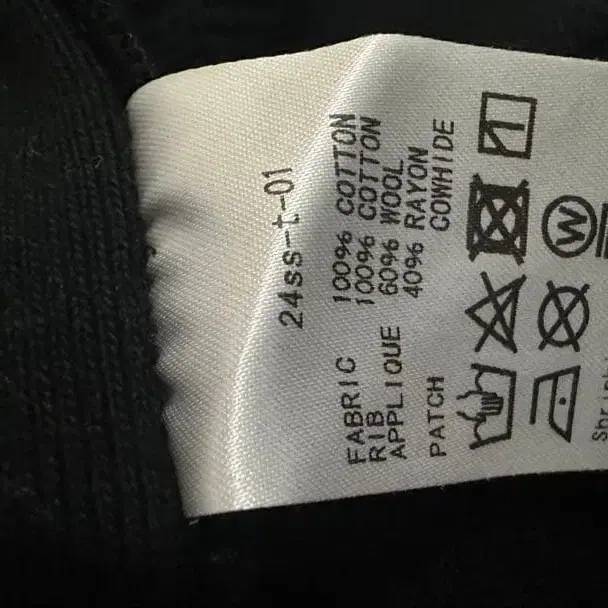 24ss-t-01
FABRIC 100% COTTON
RIB 100% COTTON
APPLIQUE 60% WOOL
40% RAYON
PATCH COWHIDE
W